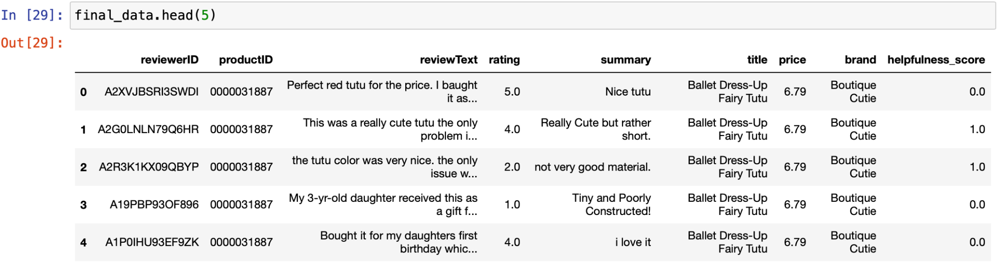 In [29]: final_data.head(5)
Out[29]:
reviewerID productID reviewText rating summary title price brand helpfulness_score
0 A2XVJBSRI3SWDI 0000031887 Perfect red tutu for the price. I baught it as... 5.0 Nice tutu Ballet Dress-Up Fairy Tutu 6.79 Boutique Cutie 0.0
1 A2G0LNLN79Q6HR 0000031887 This was a really cute tutu the only problem i... 4.0 Really Cute but rather short. Ballet Dress-Up Fairy Tutu 6.79 Boutique Cutie 1.0
2 A2R3K1KX09QBYP 0000031887 the tutu color was very nice. the only issue w... 2.0 not very good material. Ballet Dress-Up Fairy Tutu 6.79 Boutique Cutie 1.0
3 A19PBP93OF896 0000031887 My 3-yr-old daughter received this as a gift f... 1.0 Tiny and Poorly Constructed! Ballet Dress-Up Fairy Tutu 6.79 Boutique Cutie 0.0
4 A1P0IHU93EF9ZK 0000031887 Bought it for my daughters first birthday whic... 4.0 i love it Ballet Dress-Up Fairy Tutu 6.79 Boutique Cutie 0.0